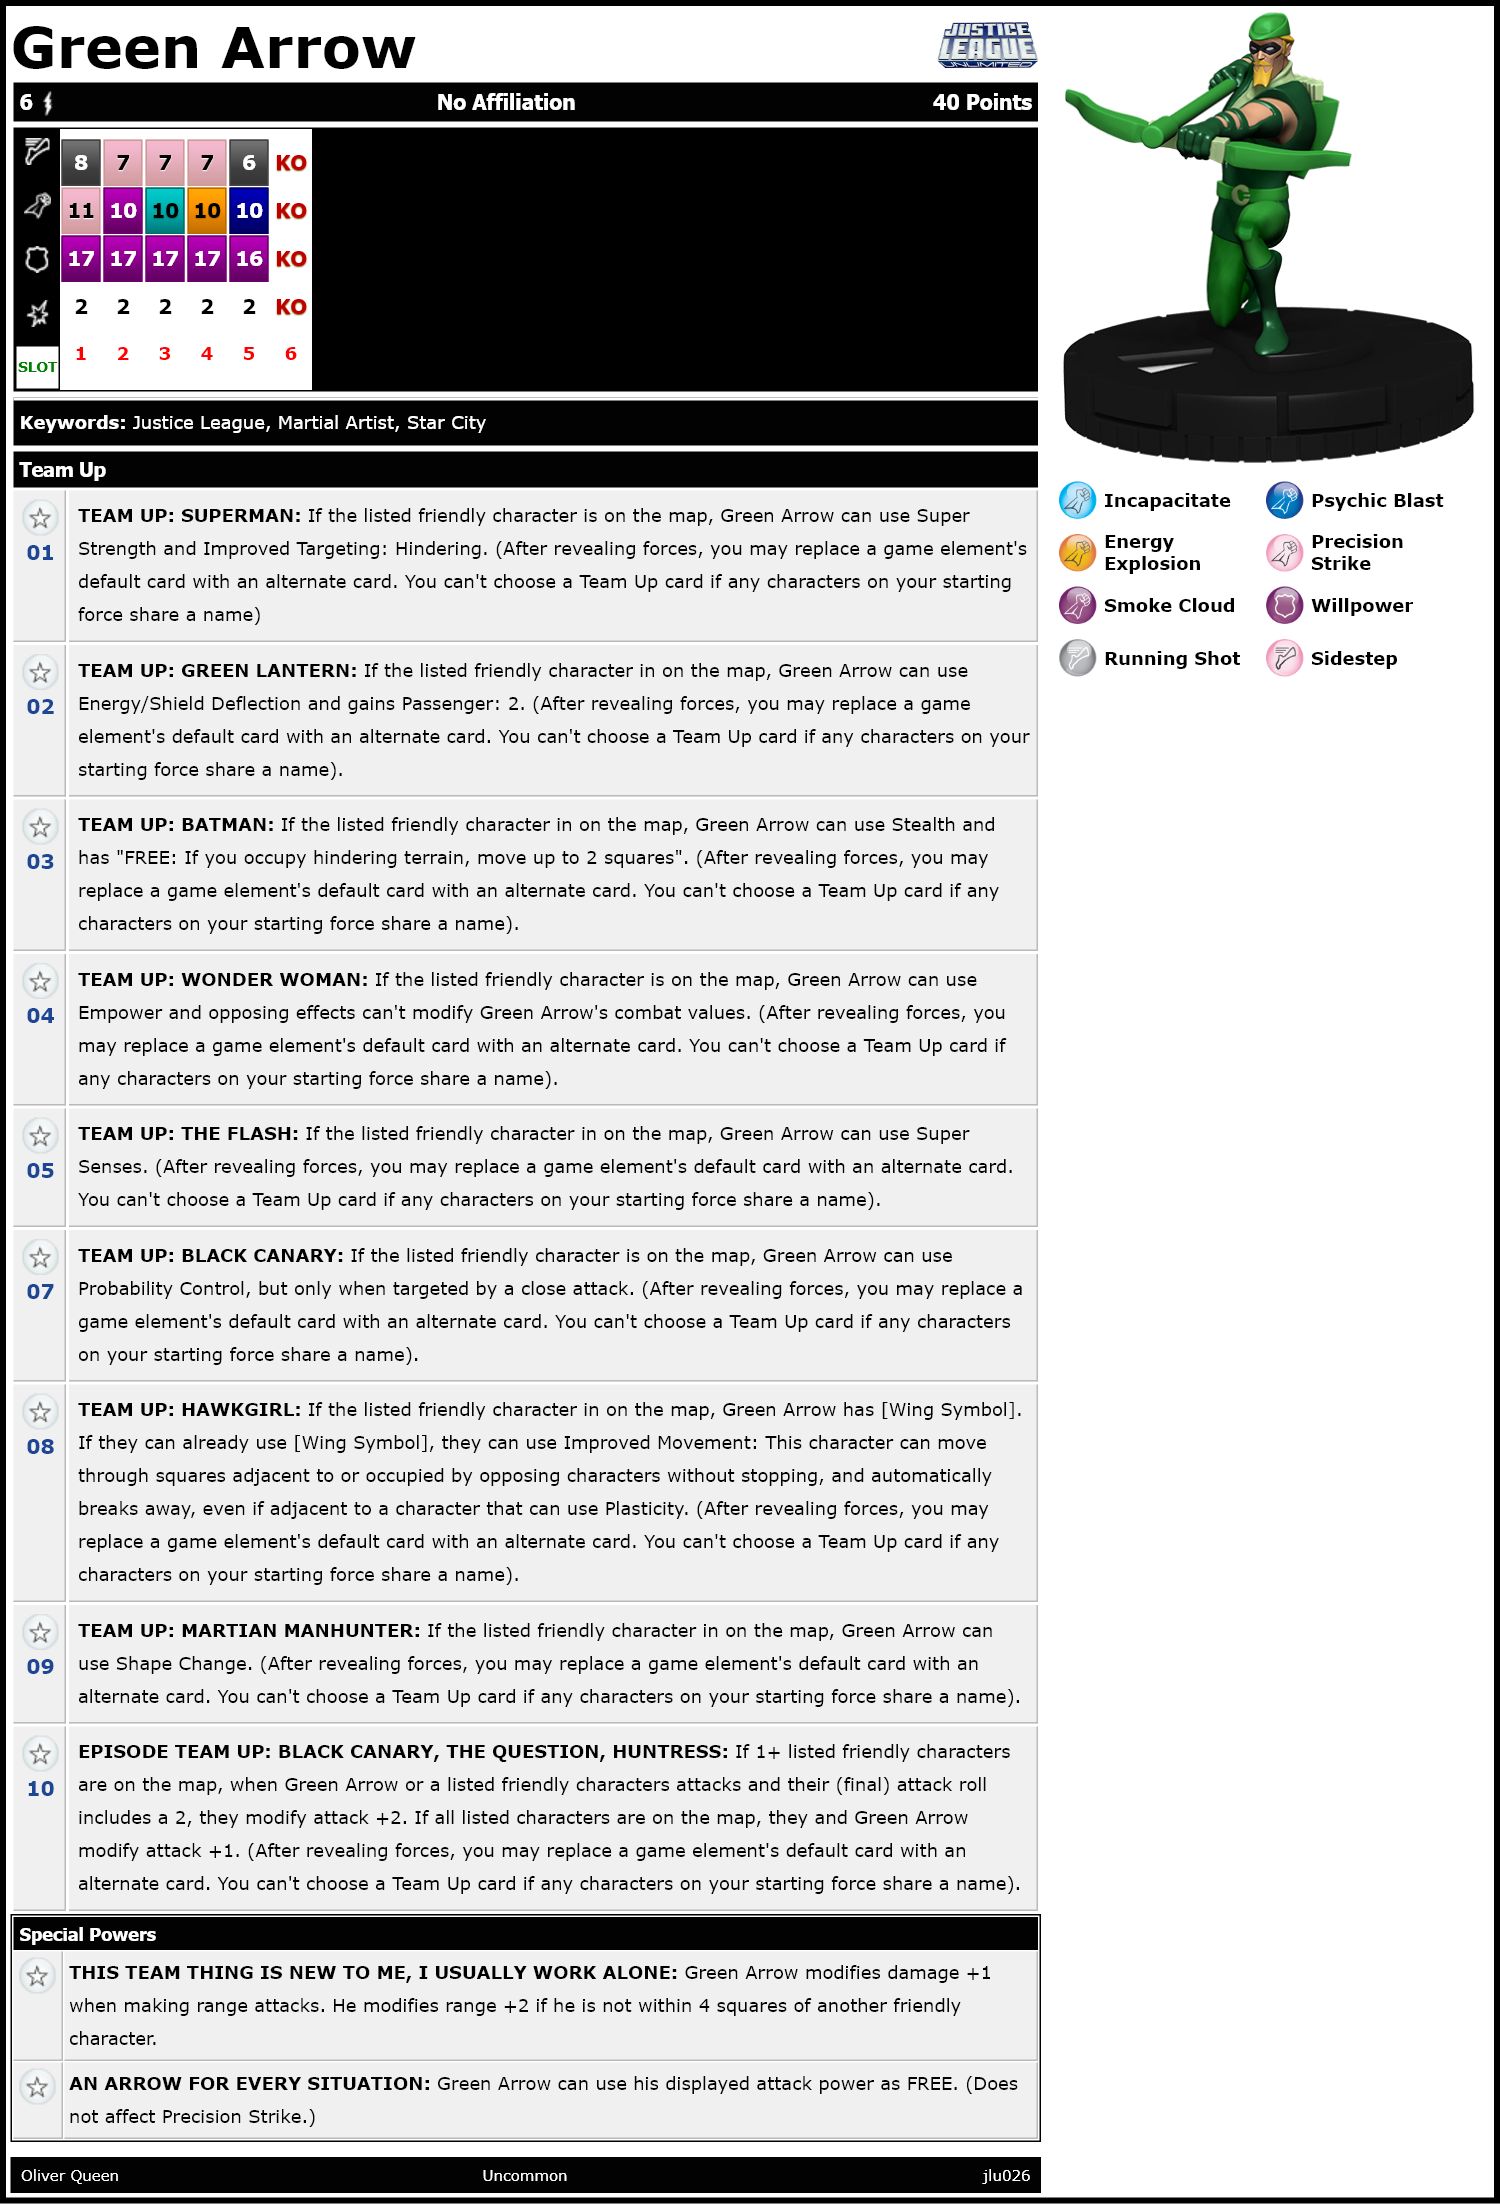 Green Arrow
JUSTICE
LEAGUE
UNLIMITED
6 No Affiliation 40 Points
8 7 7 7 6 KO
11 10 10 10 10 KO
17 17 17 17 16 KO
2 2 2 2 2 KO
SLOT 1 2 3 4 5 6
Keywords: Justice League, Martial Artist, Star City
Team Up
01
TEAM UP: SUPERMAN: If the listed friendly character is on the map, Green Arrow can use Super
Strength and Improved Targeting: Hindering. (After revealing forces, you may replace a game element's
default card with an alternate card. You can't choose a Team Up card if any characters on your starting
force share a name)
02
TEAM UP: GREEN LANTERN: If the listed friendly character in on the map, Green Arrow can use
Energy/Shield Deflection and gains Passenger: 2. (After revealing forces, you may replace a game
element's default card with an alternate card. You can't choose a Team Up card if any characters on your
starting force share a name).
03
TEAM UP: BATMAN: If the listed friendly character in on the map, Green Arrow can use Stealth and
has "FREE: If you occupy hindering terrain, move up to 2 squares". (After revealing forces, you may
replace a game element's default card with an alternate card. You can't choose a Team Up card if any
characters on your starting force share a name).
04
TEAM UP: WONDER WOMAN: If the listed friendly character is on the map, Green Arrow can use
Empower and opposing effects can't modify Green Arrow's combat values. (After revealing forces, you
may replace a game element's default card with an alternate card. You can't choose a Team Up card if
any characters on your starting force share a name).
05
TEAM UP: THE FLASH: If the listed friendly character in on the map, Green Arrow can use Super
Senses. (After revealing forces, you may replace a game element's default card with an alternate card.
You can't choose a Team Up card if any characters on your starting force share a name).
07
TEAM UP: BLACK CANARY: If the listed friendly character is on the map, Green Arrow can use
Probability Control, but only when targeted by a close attack. (After revealing forces, you may replace a
game element's default card with an alternate card. You can't choose a Team Up card if any characters
on your starting force share a name).
08
TEAM UP: HAWKGIRL: If the listed friendly character in on the map, Green Arrow has [Wing Symbol].
If they can already use [Wing Symbol], they can use Improved Movement: This character can move
through squares adjacent to or occupied by opposing characters without stopping, and automatically
breaks away, even if adjacent to a character that can use Plasticity. (After revealing forces, you may
replace a game element's default card with an alternate card. You can't choose a Team Up card if any
characters on your starting force share a name).
09
TEAM UP: MARTIAN MANHUNTER: If the listed friendly character in on the map, Green Arrow can
use Shape Change. (After revealing forces, you may replace a game element's default card with an
alternate card. You can't choose a Team Up card if any characters on your starting force share a name).
10
EPISODE TEAM UP: BLACK CANARY, THE QUESTION, HUNTRESS: If 1+ listed friendly characters
are on the map, when Green Arrow or a listed friendly characters attacks and their (final) attack roll
includes a 2, they modify attack +2. If all listed characters are on the map, they and Green Arrow
modify attack +1. (After revealing forces, you may replace a game element's default card with an
alternate card. You can't choose a Team Up card if any characters on your starting force share a name).
Special Powers
THIS TEAM THING IS NEW TO ME, I USUALLY WORK ALONE: Green Arrow modifies damage +1
when making range attacks. He modifies range +2 if he is not within 4 squares of another friendly
character.
AN ARROW FOR EVERY SITUATION: Green Arrow can use his displayed attack power as FREE. (Does
not affect Precision Strike.)
Oliver Queen Uncommon jlu026
Incapacitate Psychic Blast
Energy
Explosion
Precision
Strike
Smoke Cloud Willpower
Running Shot Sidestep